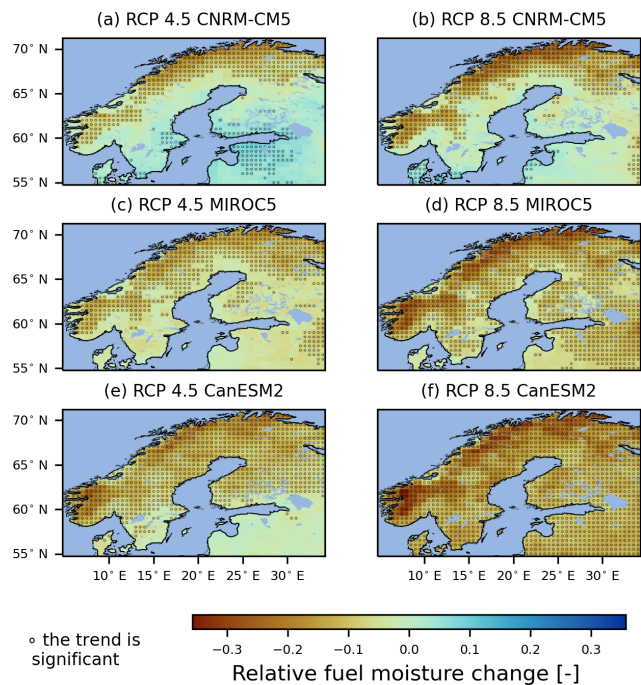 (a) RCP 4.5 CNRM-CM5
(b) RCP 8.5 CNRM-CM5
70° N
65° N
60° N
55° N
(c) RCP 4.5 MIROC5
(d) RCP 8.5 MIROC5
70° N
65° N
60° N
55° N
(e) RCP 4.5 CanESM2
(f) RCP 8.5 CanESM2
70° N
65° N
60° N
55° N
10° E 15° E 20° E 25° E 30° E
10° E 15° E 20° E 25° E 30° E
the trend is
significant
−0.3 −0.2 −0.1 0.0 0.1 0.2 0.3
Relative fuel moisture change [-]